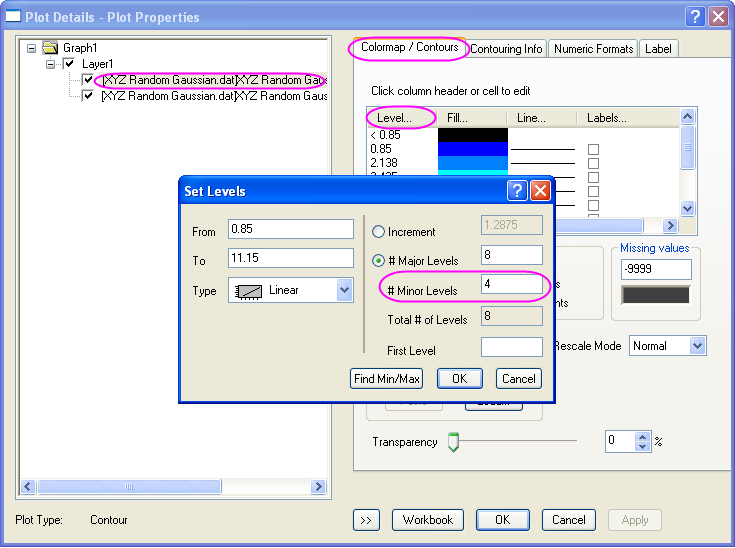 Plot Details - Plot Properties
Graph1
Layer1
[XYZ Random Gaussian.dat]XYZ Random Gaus
[XYZ Random Gaussian.dat]XYZ Random Gaus
Colormap / Contours
Contouring Info
Numeric Formats
Label
Click column header or cell to edit
Level...
Fill...
Line...
Labels...
< 0.85
0.85
2.138
Set Levels
From
0.85
To
11.15
Type
Linear
Increment
1.2875
# Major Levels
8
# Minor Levels
4
Total # of Levels
8
First Level
Find Min/Max
OK
Cancel
Missing values
-9999
Rescale Mode
Normal
Transparency
0
%
Plot Type:
Contour
>>
Workbook
OK
Cancel
Apply